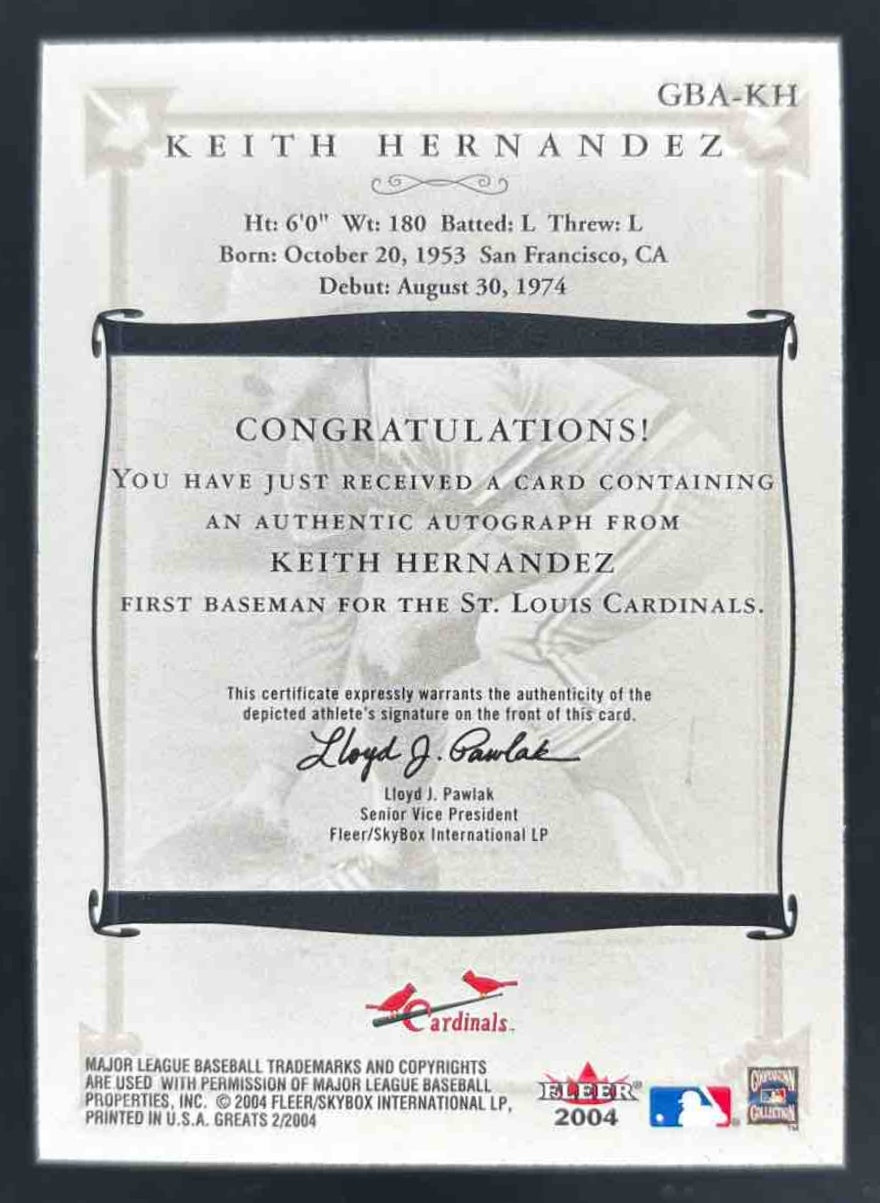 GBA-KH
KEITH HERNANDEZ
Ht: 6'0" Wt: 180 Batted: L Threw: L
Born: October 20, 1953 San Francisco, CA
Debut: August 30, 1974
CONGRATULATIONS!
YOU HAVE JUST RECEIVED A CARD CONTAINING
AN AUTHENTIC AUTOGRAPH FROM
KEITH HERNANDEZ
FIRST BASEMAN FOR THE ST. LOUIS CARDINALS.
This certificate expressly warrants the authenticity of the
depicted athlete's signature on the front of this card.
Lloyd J. Pawlak
Lloyd J. Pawlak
Senior Vice President
Fleer/SkyBox International LP
Cardinals™
MAJOR LEAGUE BASEBALL TRADEMARKS AND COPYRIGHTS
ARE USED WITH PERMISSION OF MAJOR LEAGUE BASEBALL
PROPERTIES, INC. © 2004 FLEER/SKYBOX INTERNATIONAL LP,
PRINTED IN U.S.A. GREATS 2/2004
FLEER®
2004
COOPERSTOWN
COLLECTION™